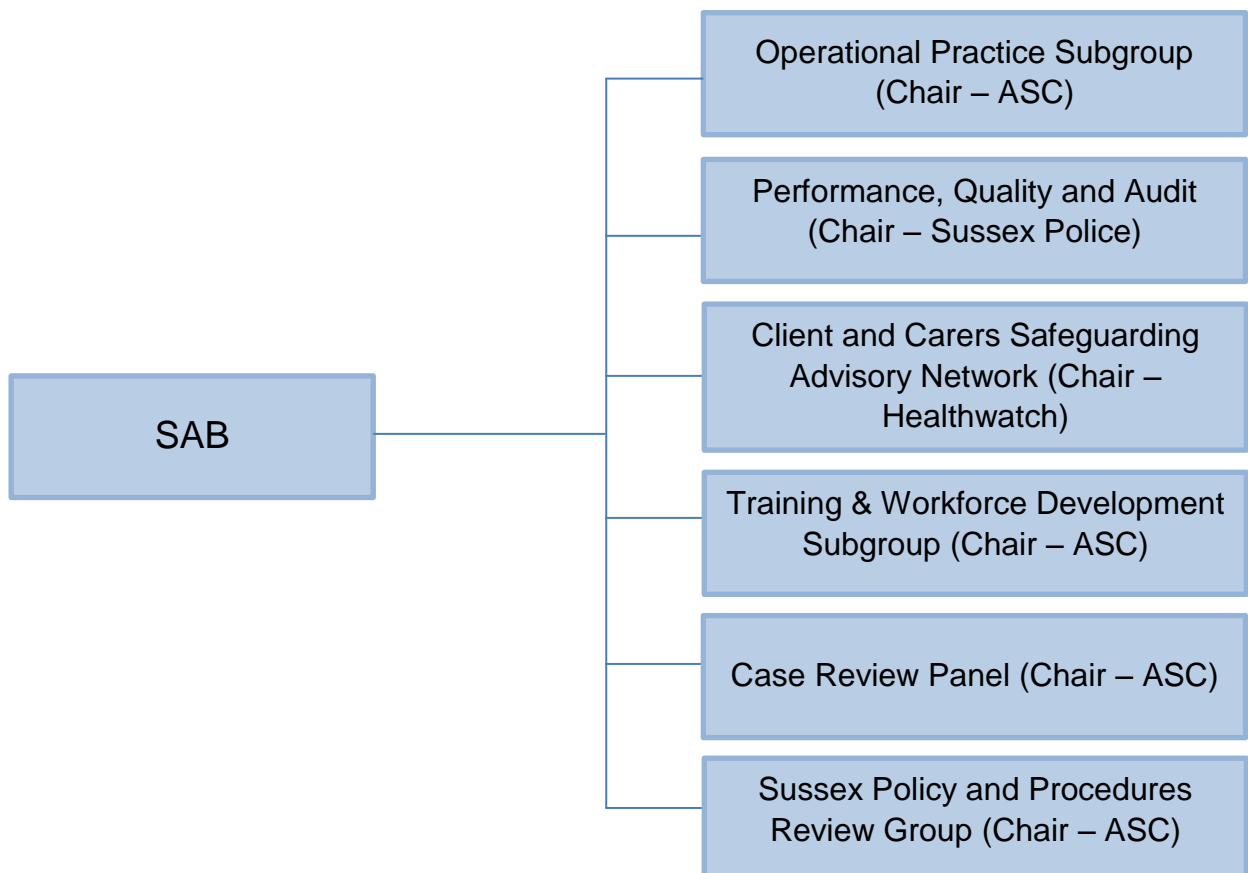 Operational Practice Subgroup
(Chair – ASC)
Performance, Quality and Audit
(Chair – Sussex Police)
Client and Carers Safeguarding
Advisory Network (Chair –
Healthwatch)
SAB
Training & Workforce Development
Subgroup (Chair – ASC)
Case Review Panel (Chair – ASC)
Sussex Policy and Procedures
Review Group (Chair – ASC)